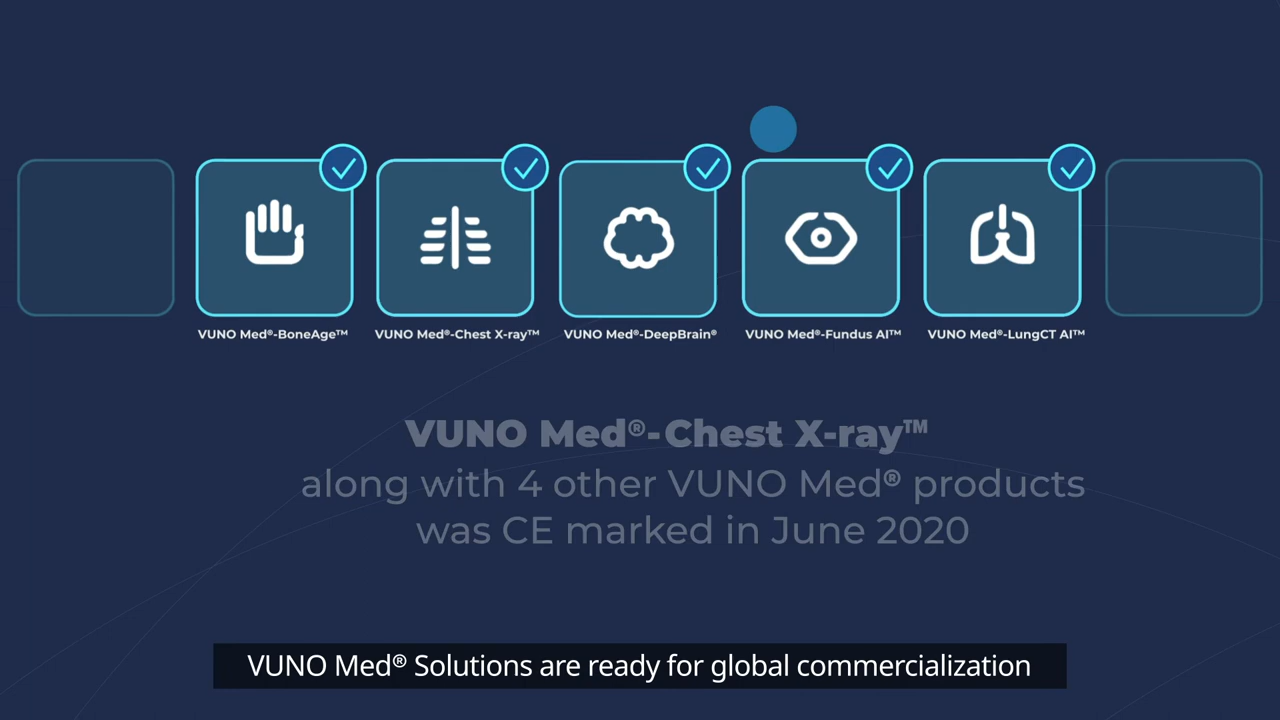 VUNO Med®-BoneAge™
VUNO Med®-Chest X-ray™
VUNO Med®-DeepBrain®
VUNO Med®-Fundus AI™
VUNO Med®-LungCT AI™
VUNO Med®-Chest X-ray™
along with 4 other VUNO Med® products
was CE marked in June 2020
VUNO Med® Solutions are ready for global commercialization